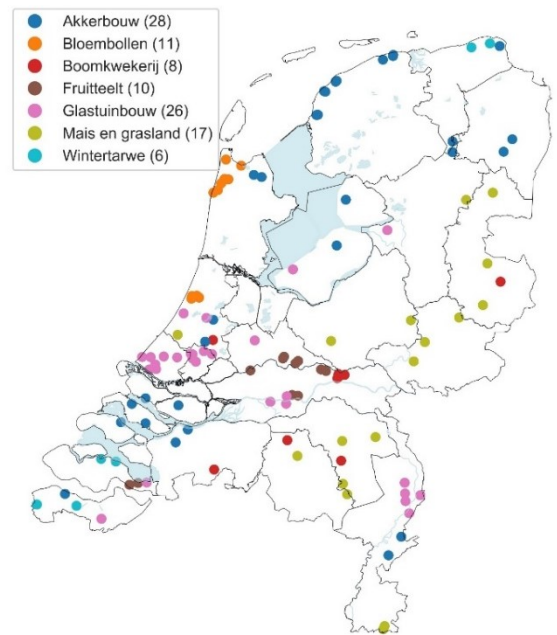 Akkerbouw (28)
Bloembollen (11)
Boomkwekerij (8)
Fruitteelt (10)
Glastuinbouw (26)
Mais en grasland (17)
Wintertarwe (6)